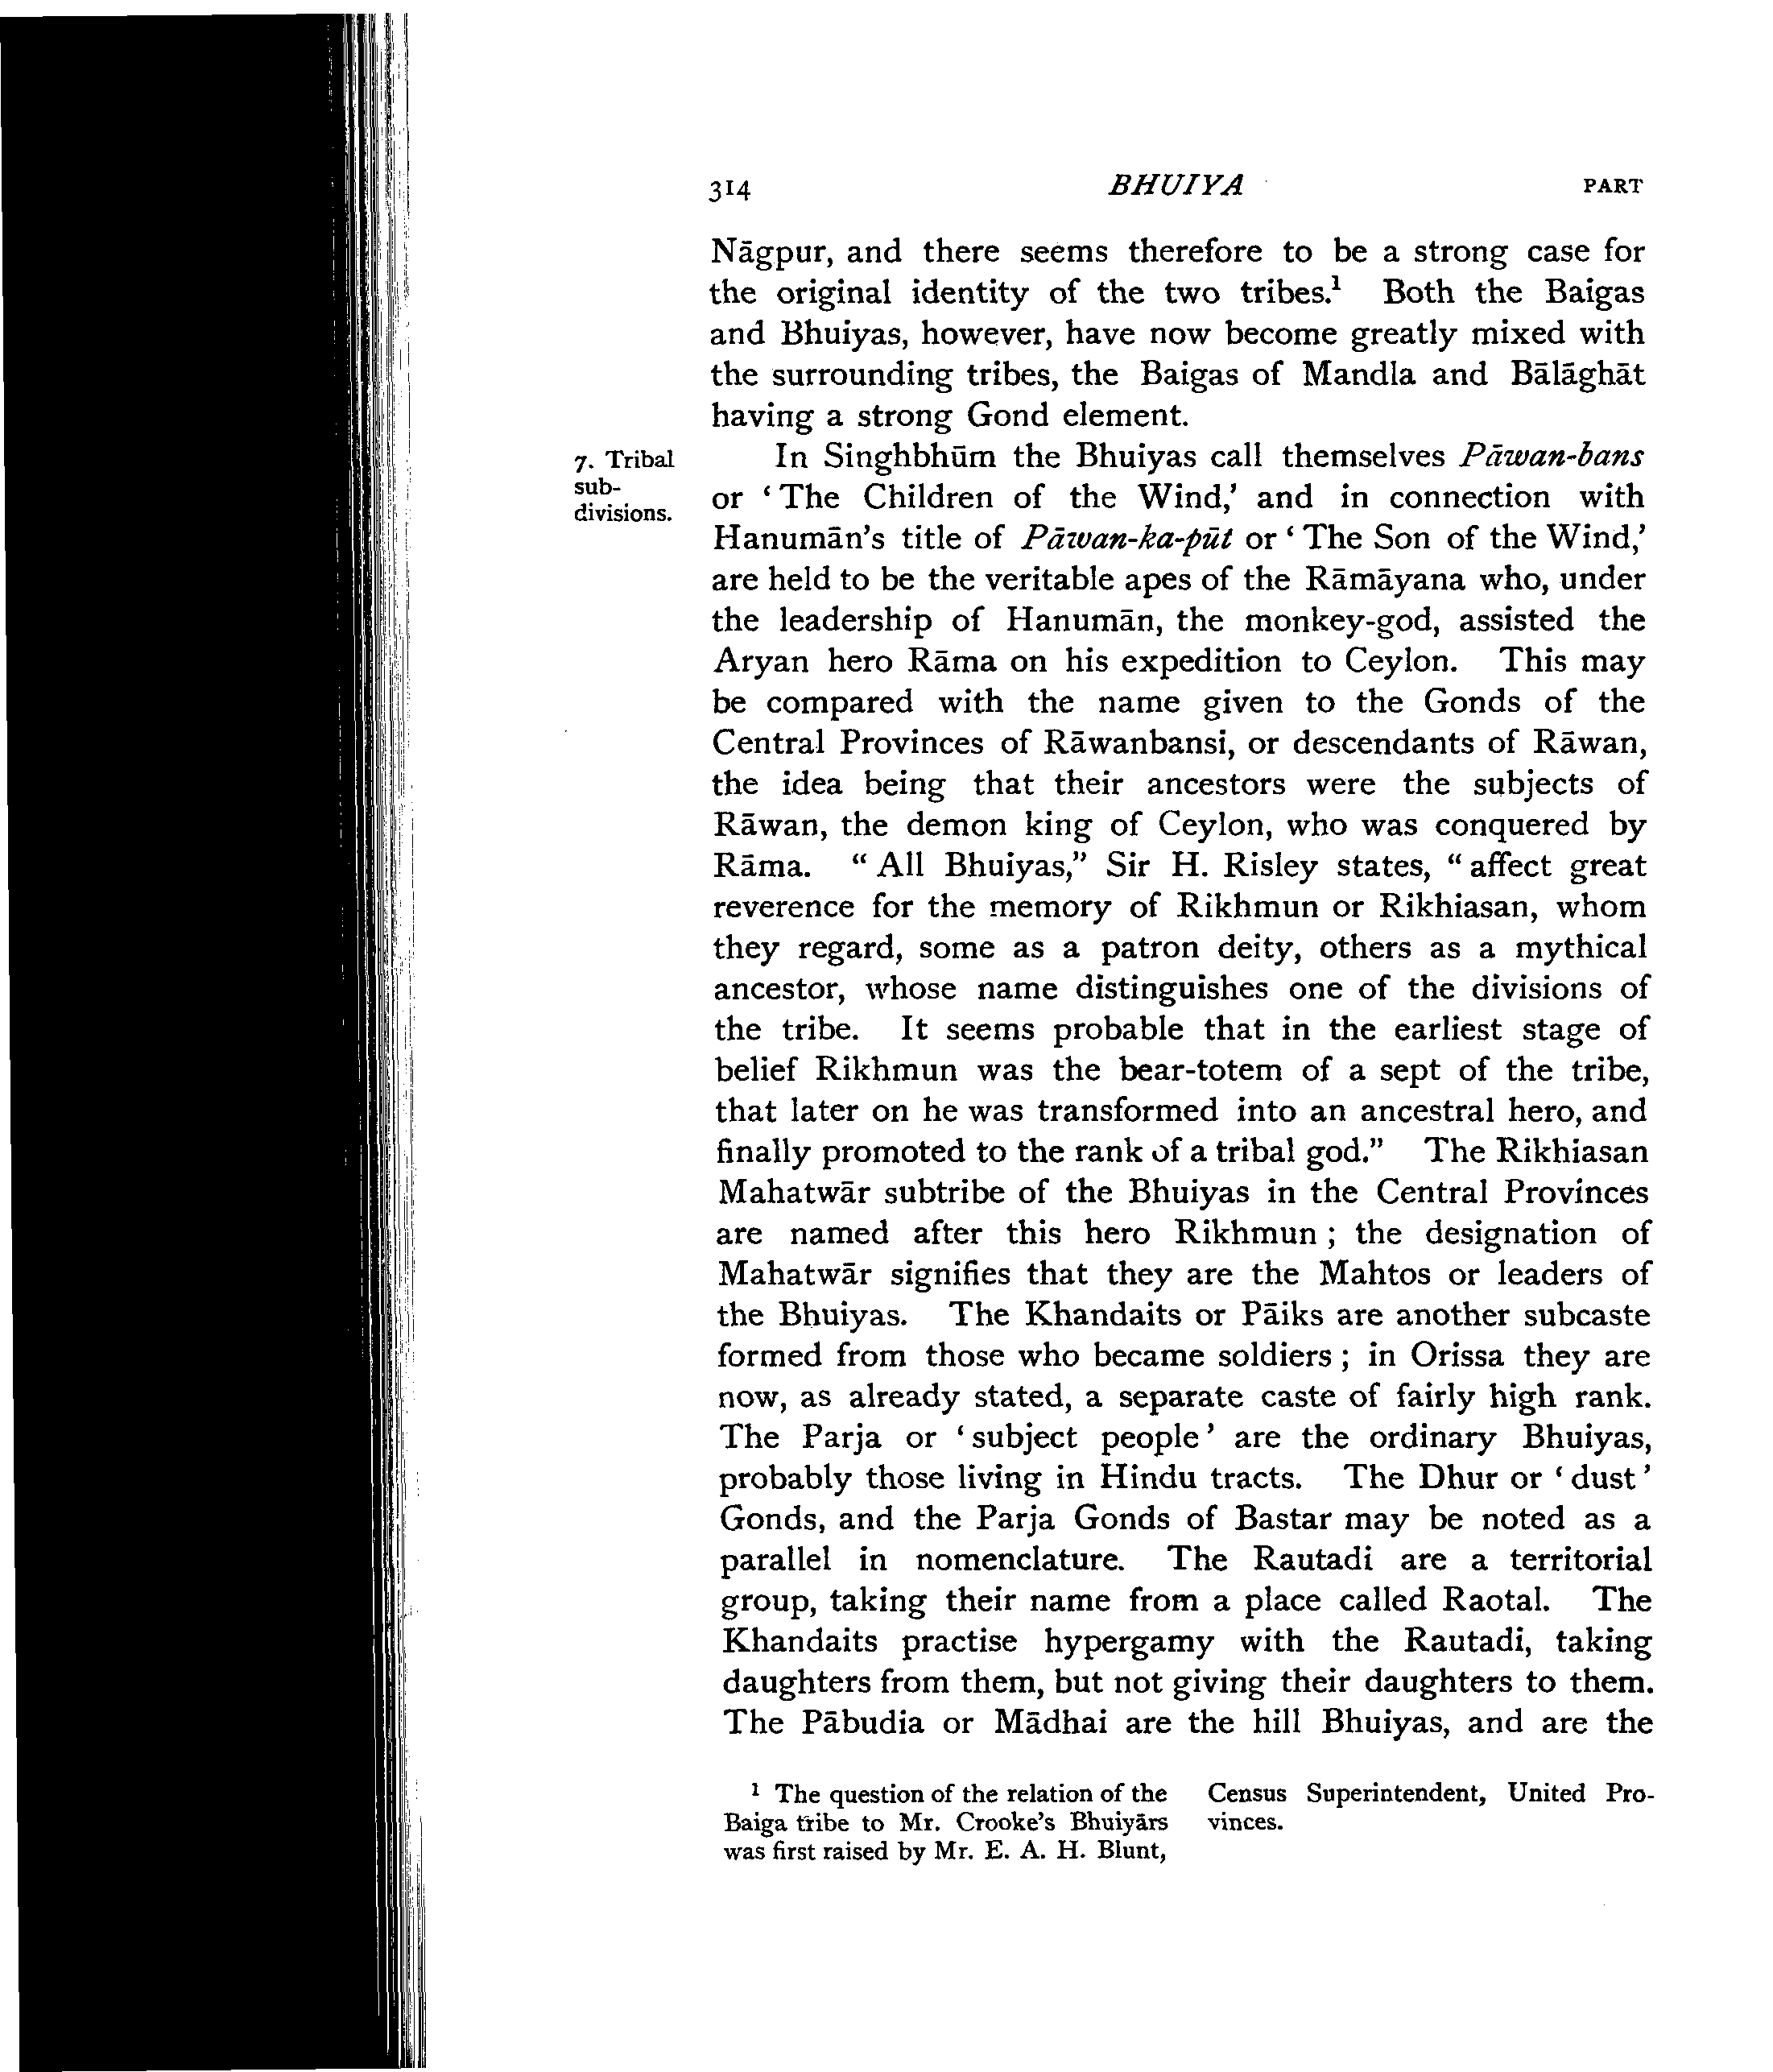 314 BHUIYA PART
Nāgpur, and there seems therefore to be a strong case for
the original identity of the two tribes.¹ Both the Baigas
and Bhuiyas, however, have now become greatly mixed with
the surrounding tribes, the Baigas of Mandla and Bālāghāt
having a strong Gond element.
7. Tribal
sub-
divisions.
In Singhbhūm the Bhuiyas call themselves Pāwan-bans
or ‘The Children of the Wind,’ and in connection with
Hanumān’s title of Pāwan-ka-pūt or ‘The Son of the Wind,’
are held to be the veritable apes of the Rāmāyana who, under
the leadership of Hanumān, the monkey-god, assisted the
Aryan hero Rāma on his expedition to Ceylon. This may
be compared with the name given to the Gonds of the
Central Provinces of Rāwanbansi, or descendants of Rāwan,
the idea being that their ancestors were the subjects of
Rāwan, the demon king of Ceylon, who was conquered by
Rāma. “All Bhuiyas,” Sir H. Risley states, “affect great
reverence for the memory of Rikhmun or Rikhiasan, whom
they regard, some as a patron deity, others as a mythical
ancestor, whose name distinguishes one of the divisions of
the tribe. It seems probable that in the earliest stage of
belief Rikhmun was the bear-totem of a sept of the tribe,
that later on he was transformed into an ancestral hero, and
finally promoted to the rank of a tribal god.” The Rikhiasan
Mahatwār subtribe of the Bhuiyas in the Central Provinces
are named after this hero Rikhmun; the designation of
Mahatwār signifies that they are the Mahtos or leaders of
the Bhuiyas. The Khandaits or Pāiks are another subcaste
formed from those who became soldiers; in Orissa they are
now, as already stated, a separate caste of fairly high rank.
The Parja or ‘subject people’ are the ordinary Bhuiyas,
probably those living in Hindu tracts. The Dhur or ‘dust’
Gonds, and the Parja Gonds of Bastar may be noted as a
parallel in nomenclature. The Rautadi are a territorial
group, taking their name from a place called Raotal. The
Khandaits practise hypergamy with the Rautadi, taking
daughters from them, but not giving their daughters to them.
The Pābudia or Mādhai are the hill Bhuiyas, and are the
¹ The question of the relation of the
Baiga tribe to Mr. Crooke’s Bhuiyārs
was first raised by Mr. E. A. H. Blunt,
Census Superintendent, United Pro-
vinces.